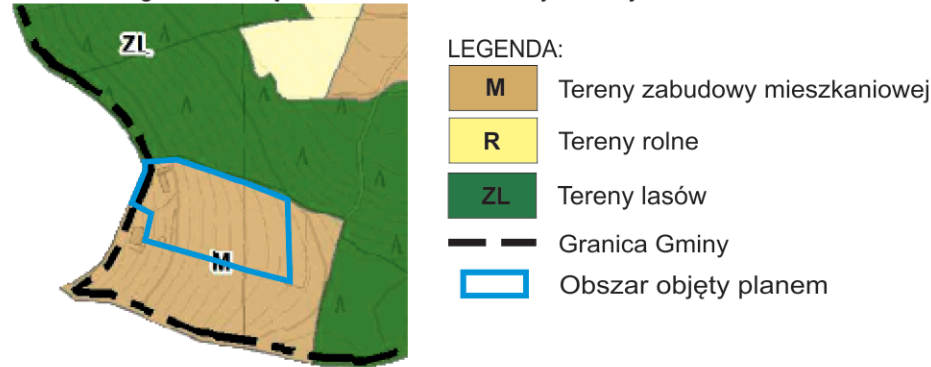 ZL
M
LEGENDA:
M Tereny zabudowy mieszkaniowej
R Tereny rolne
ZL Tereny lasów
Granica Gminy
Obszar objęty planem